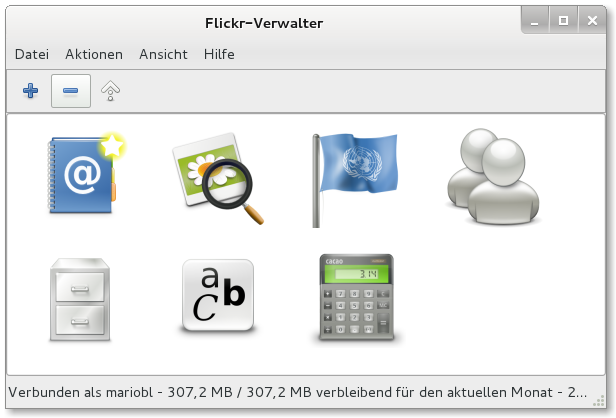 Flickr-Verwalter
Datei Aktionen Ansicht Hilfe
@
a
b
C
cacao
3.14
Verbunden als mariobl - 307,2 MB / 307,2 MB verbleibend für den aktuellen Monat - 2...